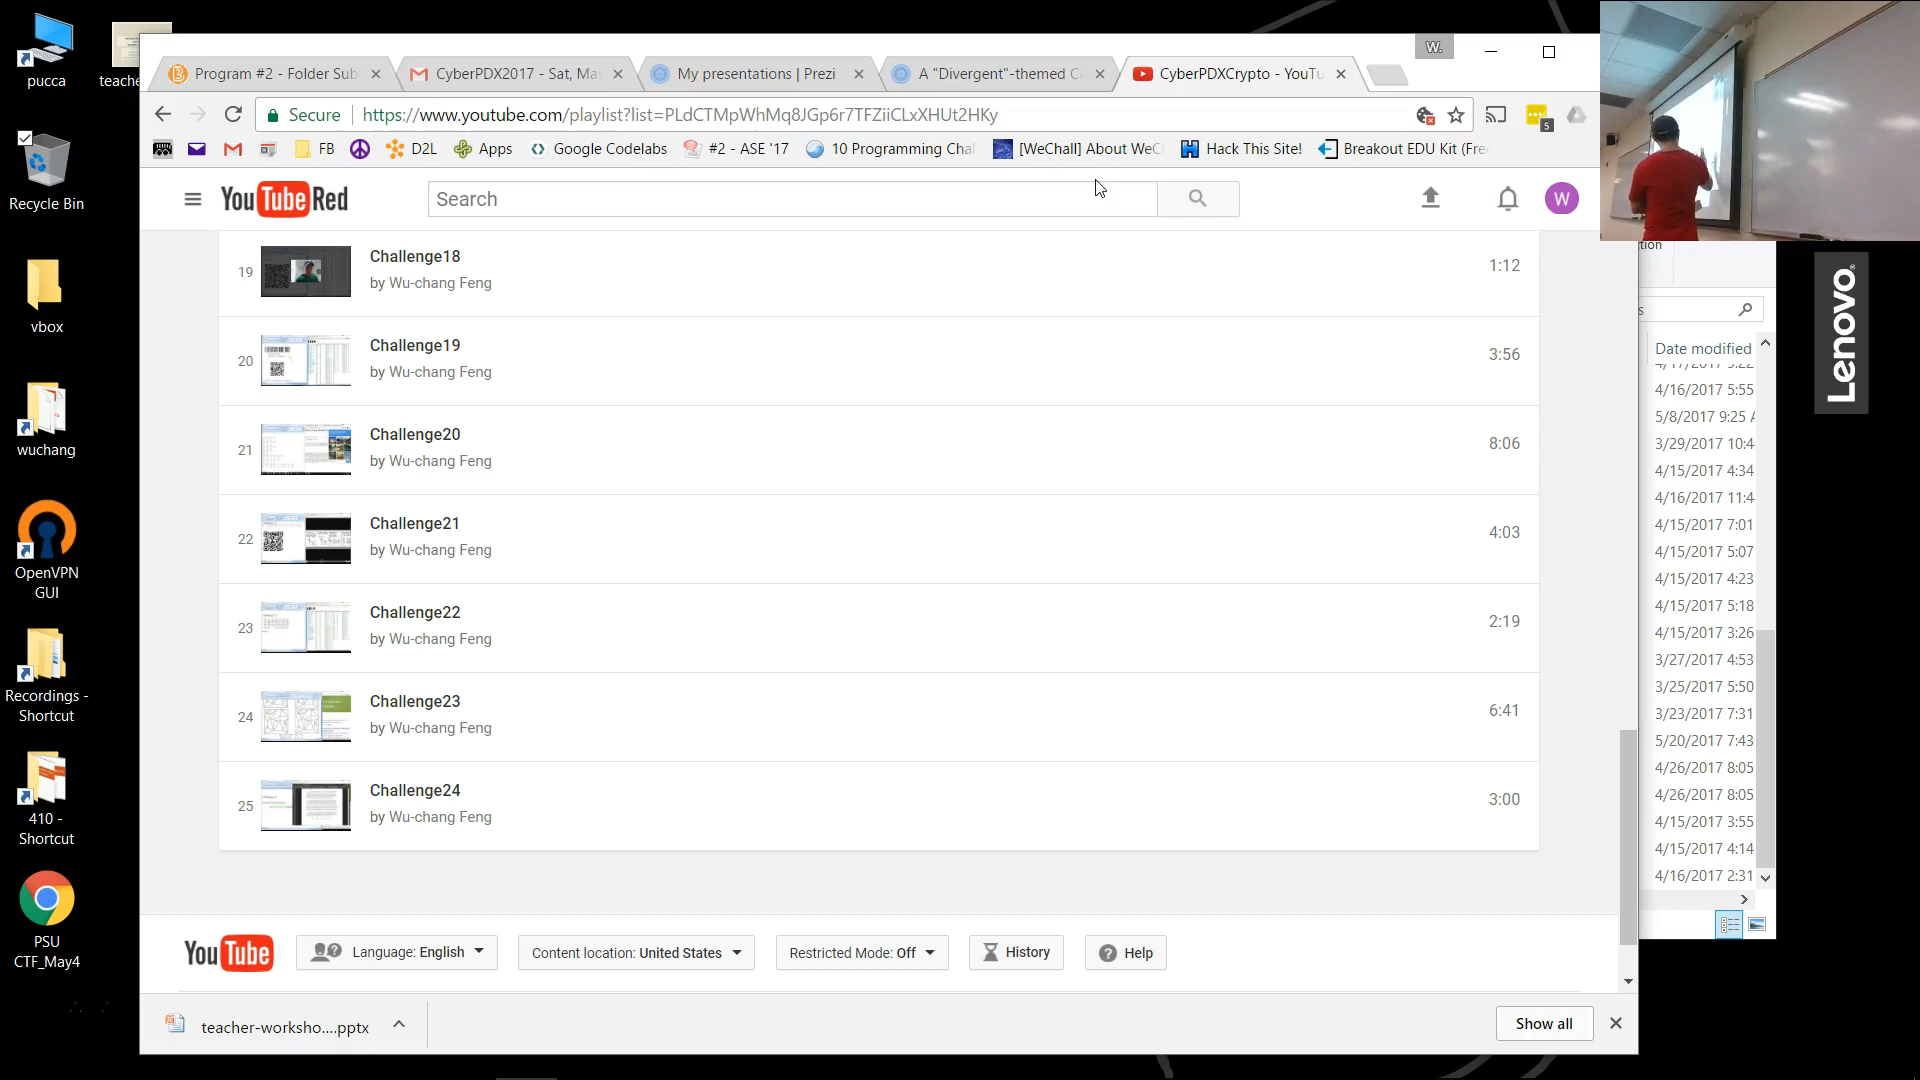 pucca
teache
Recycle Bin
vbox
wuchang
OpenVPN
GUI
Recordings -
Shortcut
410 -
Shortcut
PSU
CTF_May4
W.
Program #2 - Folder Sub
CyberPDX2017 - Sat, Ma
My presentations | Prezi
A "Divergent"-themed C
CyberPDXCrypto - YouTu
Secure
https://www.youtube.com/playlist?list=PLdCTMpWhMq8JGp6r7TFZiiCLxXHUt2HKy
5
FB
D2L
Apps
Google Codelabs
#2 - ASE '17
10 Programming Cha
[WeChall] About WeC
Hack This Site!
Breakout EDU Kit (Fre
YouTube Red
Search
W
19
Challenge18
by Wu-chang Feng
1:12
20
Challenge19
by Wu-chang Feng
3:56
21
Challenge20
by Wu-chang Feng
8:06
22
Challenge21
by Wu-chang Feng
4:03
23
Challenge22
by Wu-chang Feng
2:19
24
Challenge23
by Wu-chang Feng
6:41
25
Challenge24
by Wu-chang Feng
3:00
YouTube
Language: English
Content location: United States
Restricted Mode: Off
History
Help
teacher-worksho....pptx
Show all
tion
s
Date modified
4/16/2017 5:55
5/8/2017 9:25 A
3/29/2017 10:4
4/15/2017 4:34
4/16/2017 11:4
4/15/2017 7:01
4/15/2017 5:07
4/15/2017 4:23
4/15/2017 5:18
4/15/2017 3:26
3/27/2017 4:53
3/25/2017 5:50
3/23/2017 7:31
5/20/2017 7:43
4/26/2017 8:05
4/26/2017 8:05
4/15/2017 3:55
4/15/2017 4:14
4/16/2017 2:31
Lenovo